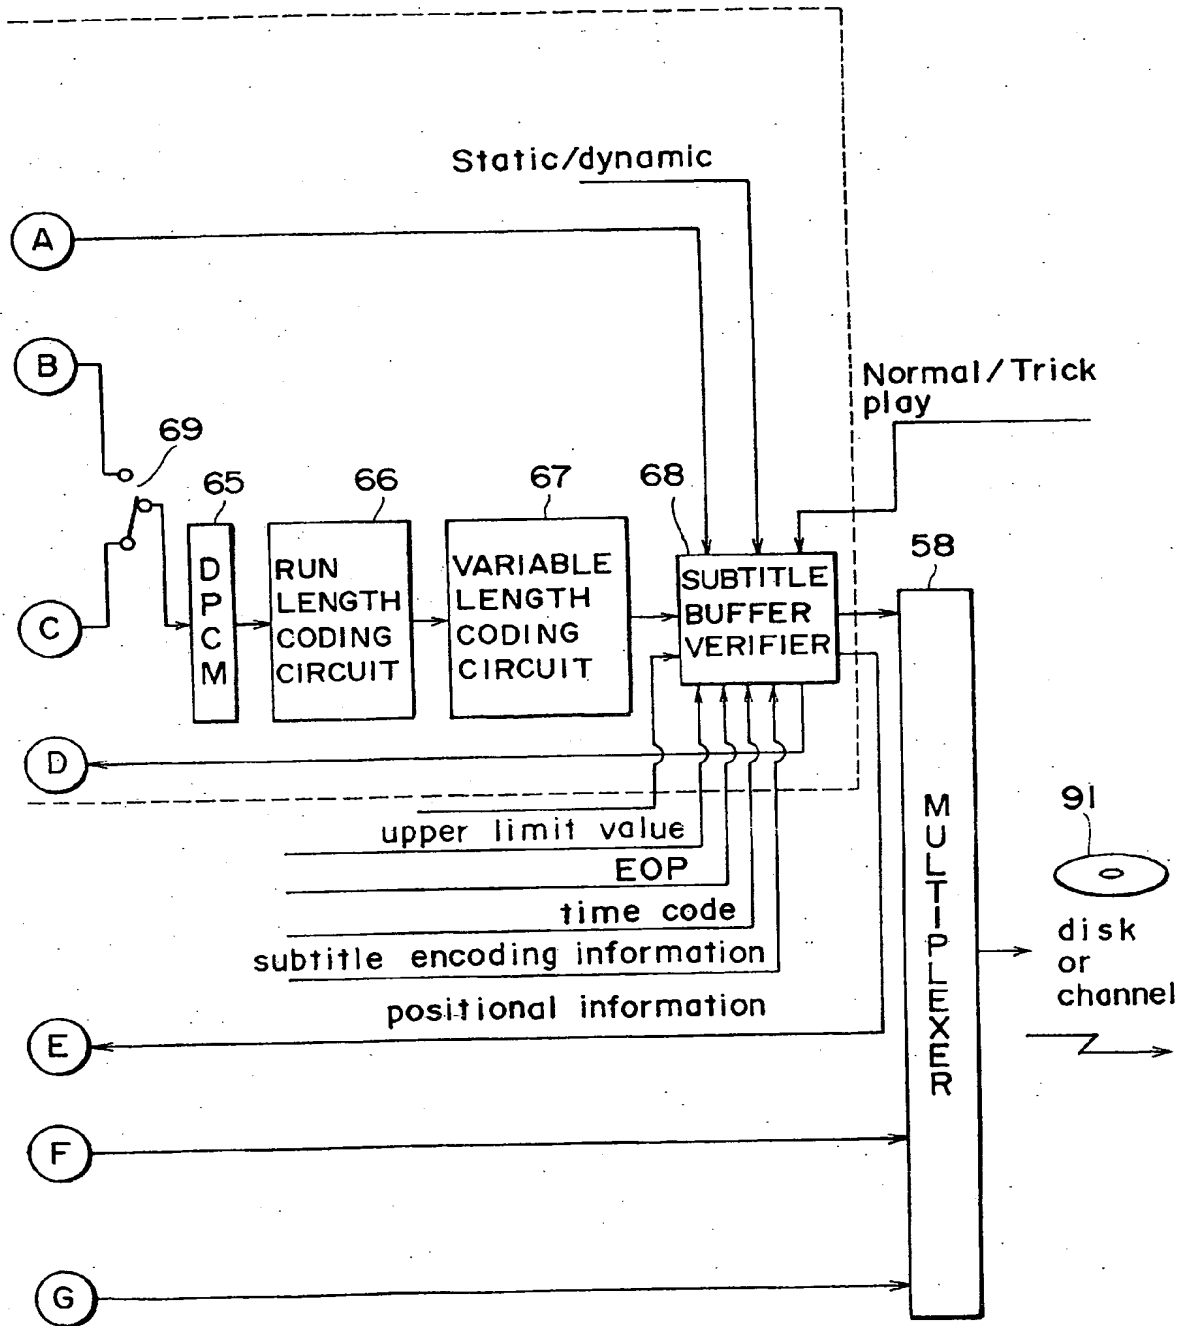 Static/dynamic
A
B
Normal/Trick
play
69
65
66
67
68
58
DPCM
RUN
LENGTH
CODING
CIRCUIT
VARIABLE
LENGTH
CODING
CIRCUIT
SUBTITLE
BUFFER
VERIFIER
C
D
MULTIPLEXER
91
upper limit value
EOP
time code
disk
or
channel
subtitle encoding information
positional information
E
F
G